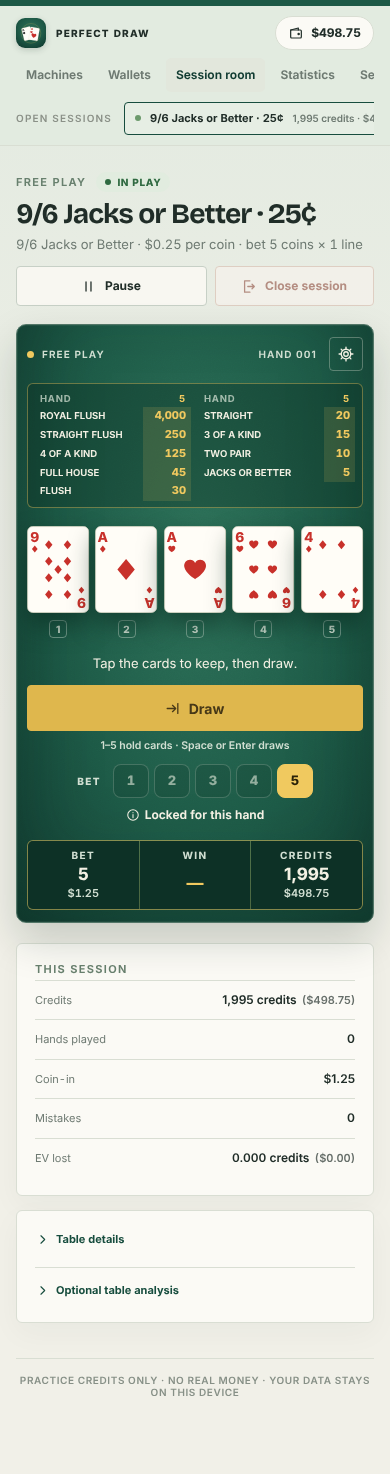 PERFECT DRAW
$498.75
Machines Wallets Session room Statistics Se
OPEN SESSIONS 9/6 Jacks or Better · 25¢ 1,995 credits · $4
FREE PLAY IN PLAY
9/6 Jacks or Better · 25¢
9/6 Jacks or Better · $0.25 per coin · bet 5 coins × 1 line
Pause Close session
FREE PLAY HAND 001
HAND 5 HAND 5
ROYAL FLUSH 4,000 STRAIGHT 20
STRAIGHT FLUSH 250 3 OF A KIND 15
4 OF A KIND 125 TWO PAIR 10
FULL HOUSE 45 JACKS OR BETTER 5
FLUSH 30
9 A A 6 4
9 A A 6 4
1 2 3 4 5
Tap the cards to keep, then draw.
Draw
1–5 hold cards · Space or Enter draws
BET 1 2 3 4 5
Locked for this hand
BET WIN CREDITS
5 — 1,995
$1.25 $498.75
THIS SESSION
Credits 1,995 credits ($498.75)
Hands played 0
Coin-in $1.25
Mistakes 0
EV lost 0.000 credits ($0.00)
Table details
Optional table analysis
PRACTICE CREDITS ONLY · NO REAL MONEY · YOUR DATA STAYS
ON THIS DEVICE